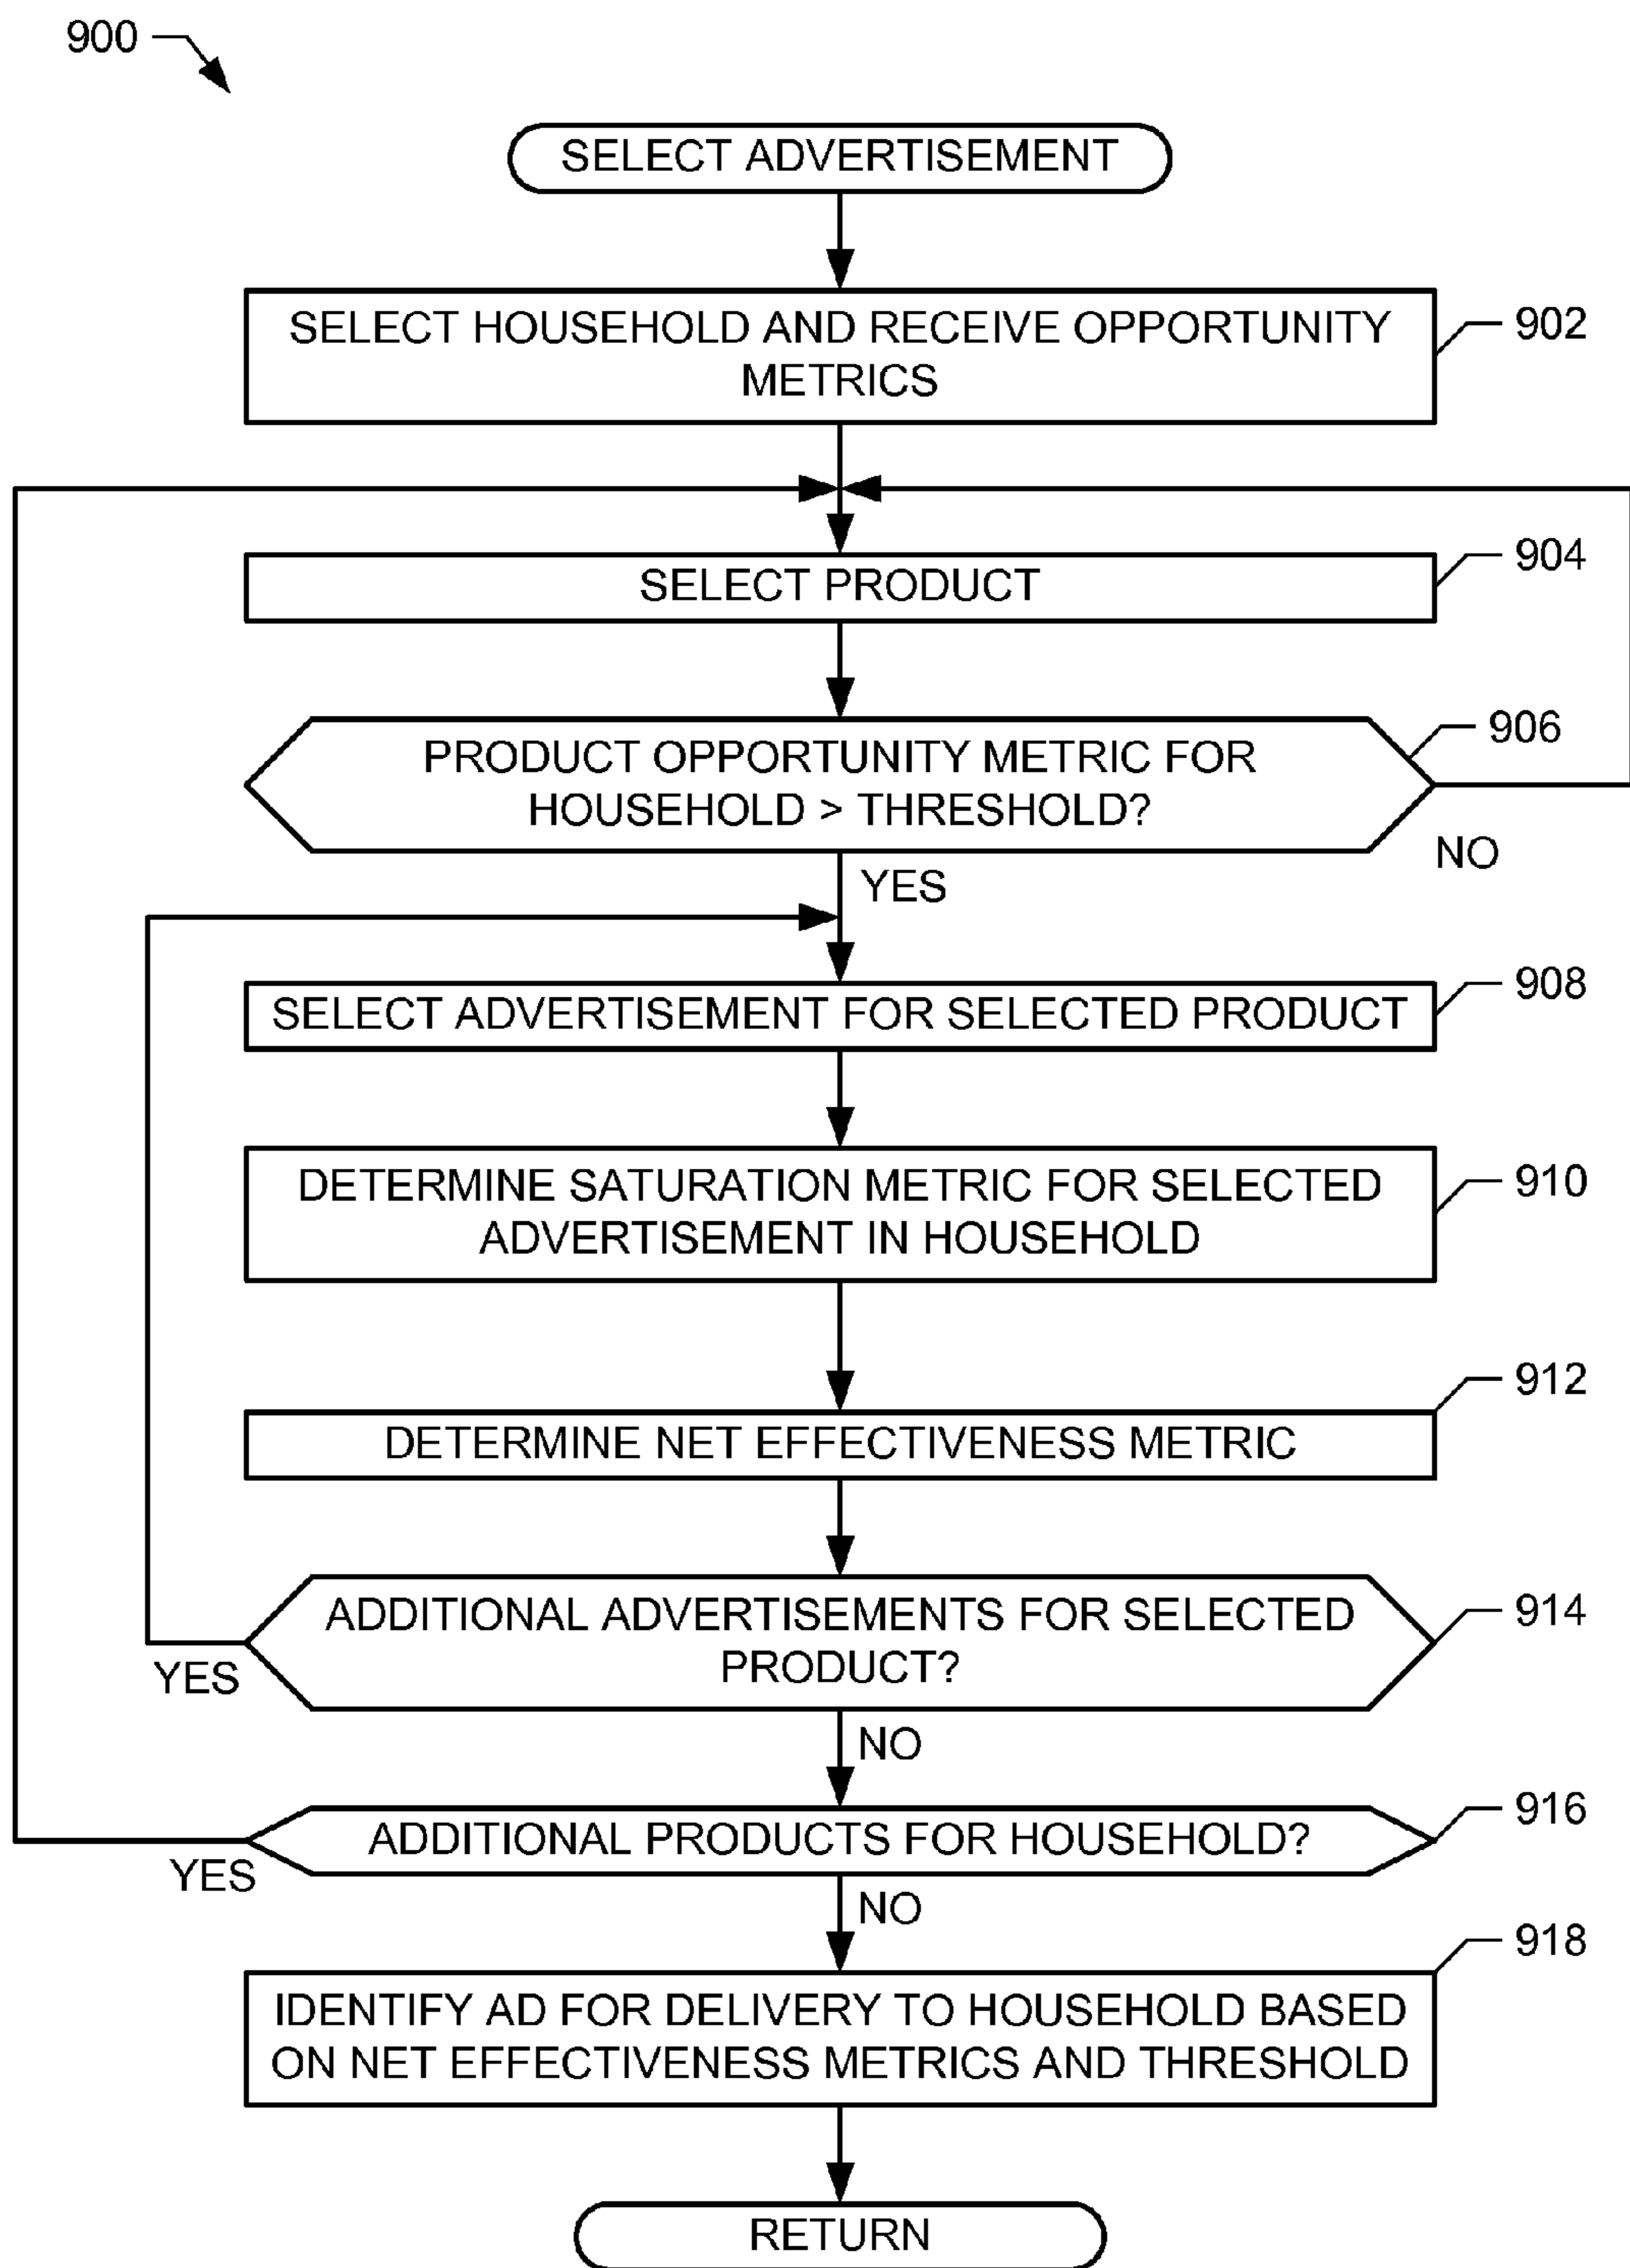 900
SELECT ADVERTISEMENT
SELECT HOUSEHOLD AND RECEIVE OPPORTUNITY
METRICS
902
SELECT PRODUCT
904
PRODUCT OPPORTUNITY METRIC FOR
HOUSEHOLD > THRESHOLD?
906
NO
YES
SELECT ADVERTISEMENT FOR SELECTED PRODUCT
908
DETERMINE SATURATION METRIC FOR SELECTED
ADVERTISEMENT IN HOUSEHOLD
910
DETERMINE NET EFFECTIVENESS METRIC
912
ADDITIONAL ADVERTISEMENTS FOR SELECTED
PRODUCT?
914
YES
NO
ADDITIONAL PRODUCTS FOR HOUSEHOLD?
916
YES
NO
IDENTIFY AD FOR DELIVERY TO HOUSEHOLD BASED
ON NET EFFECTIVENESS METRICS AND THRESHOLD
918
RETURN